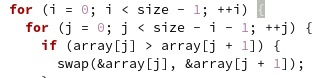 for (i = 0; i < size - 1; ++i) {
for (j = 0; j < size - i - 1; ++j) {
if (array[j] > array[j + 1]) {
swap(&array[j], &array[j + 1]);